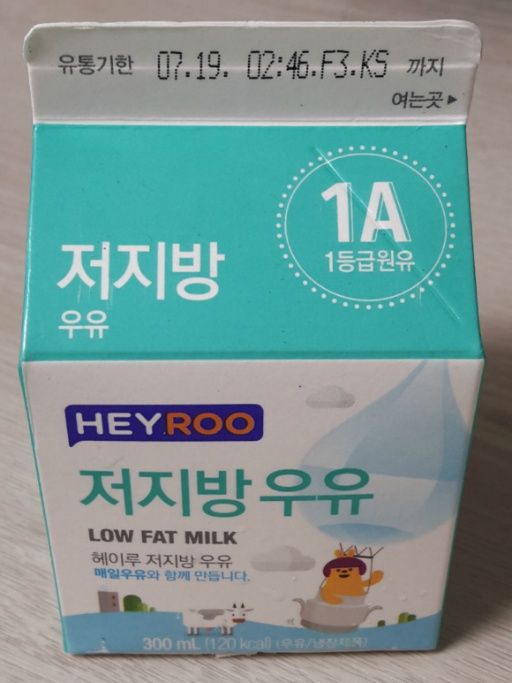 유통기한 07.19. 02:46.F3.KS 까지
여는곳▶
1A
1등급원유
저지방
우유
HEYROO
저지방 우유
LOW FAT MILK
헤이루 저지방 우유
매일우유와 함께 만듭니다.
300 mL (120 kcal) (우유/냉장제품)